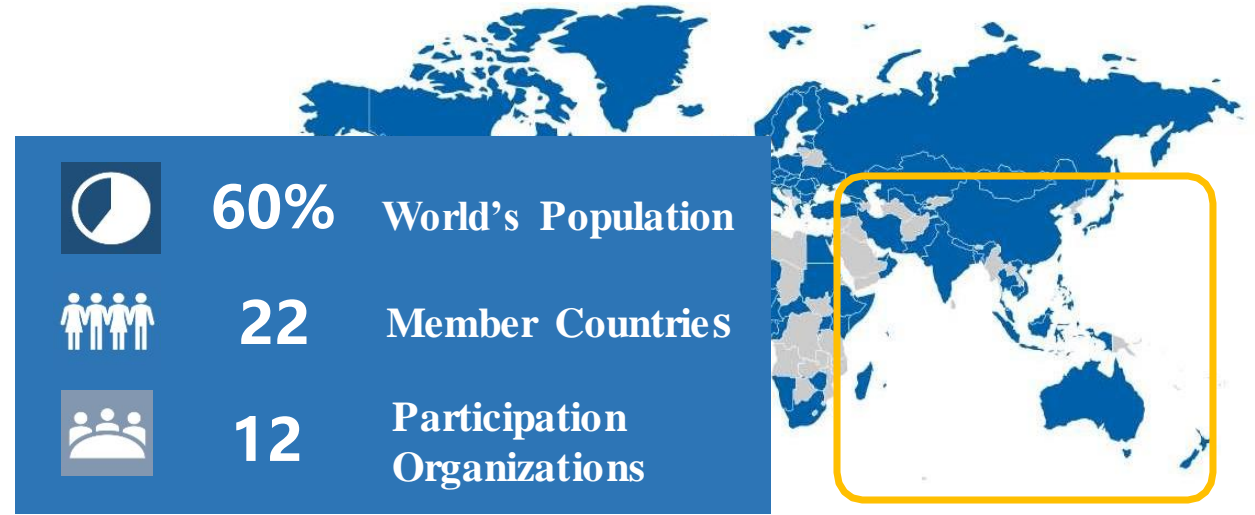 60% World's Population
22 Member Countries
12 Participation
Organizations